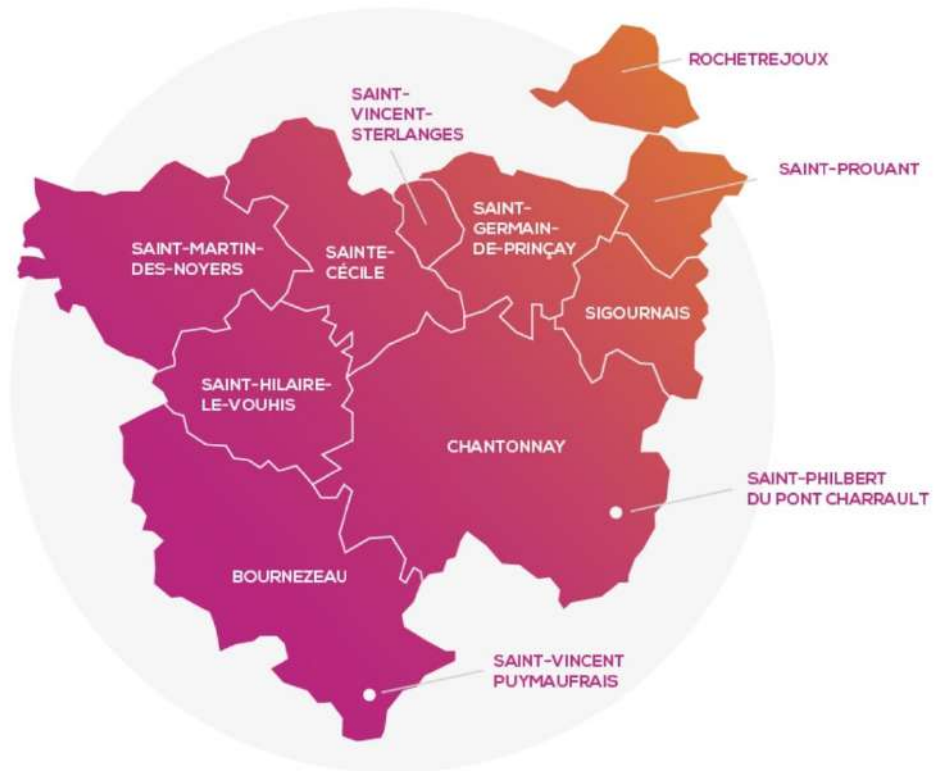 ROCHETREJOUX
SAINT-
VINCENT-
STERLANGES
SAINT-PROUANT
SAINT-
GERMAIN-
DE-PRINÇAY
SAINT-MARTIN-
DES-NOYERS
SAINTE-
CÉCILE
SIGOURNAIS
SAINT-HILAIRE-
LE-VOUHIS
CHANTONNAY
SAINT-PHILBERT
DU PONT CHARRAULT
BOURNEZEAU
SAINT-VINCENT
PUYMAUFRAIS